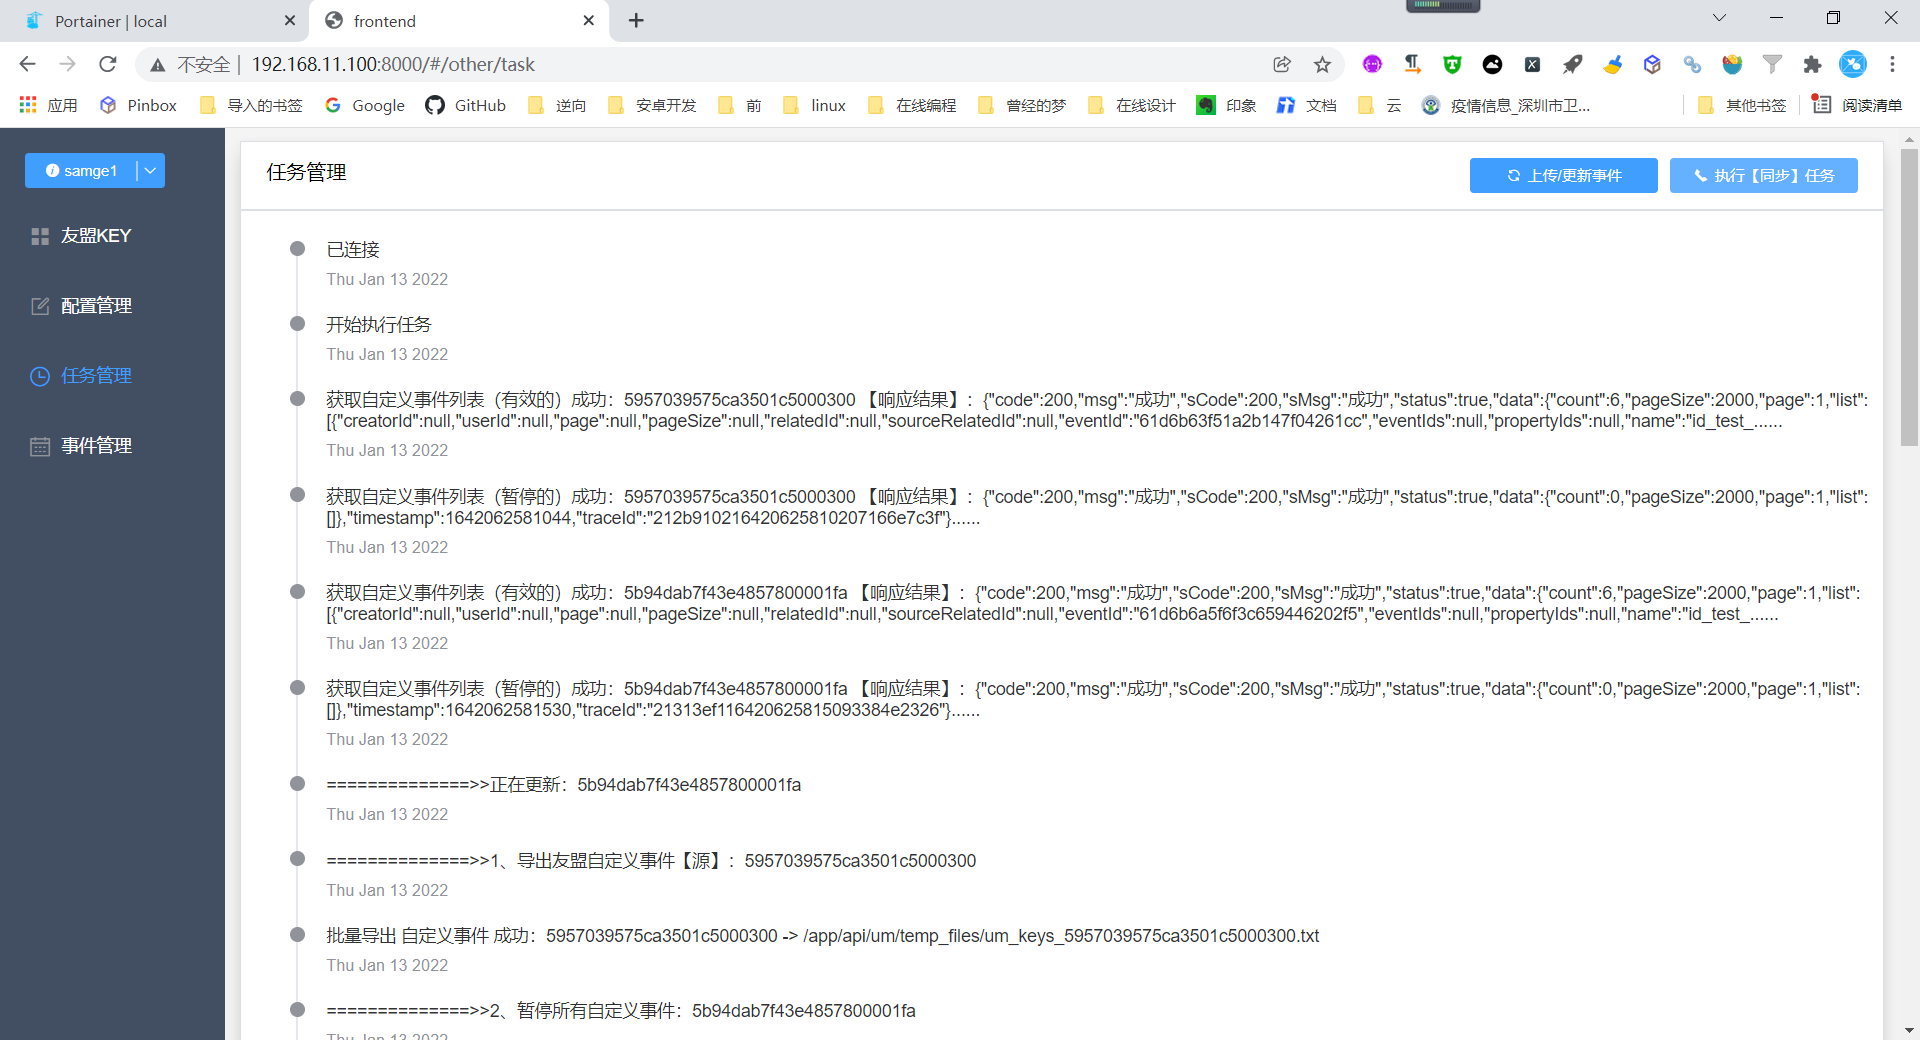 Portainer | local
frontend
不安全 | 192.168.11.100:8000/#/other/task
应用 Pinbox 导入的书签 Google GitHub 逆向 安卓开发 前 linux 在线编程 曾经的梦 在线设计 印象 文档 云 疫情信息_深圳市卫... 其他书签 阅读清单
samge1
友盟KEY
配置管理
任务管理
事件管理
任务管理
上传/更新事件
执行【同步】任务
已连接
Thu Jan 13 2022
开始执行任务
Thu Jan 13 2022
获取自定义事件列表（有效的）成功：5957039575ca3501c5000300 【响应结果】：{"code":200,"msg":"成功","sCode":200,"sMsg":"成功","status":true,"data":{"count":6,"pageSize":2000,"page":1,"list":
[{"creatorId":null,"userId":null,"page":null,"pageSize":null,"relatedId":null,"sourceRelatedId":null,"eventId":"61d6b63f51a2b147f04261cc","eventIds":null,"propertyIds":null,"name":"id_test_......
Thu Jan 13 2022
获取自定义事件列表（暂停的）成功：5957039575ca3501c5000300 【响应结果】：{"code":200,"msg":"成功","sCode":200,"sMsg":"成功","status":true,"data":{"count":0,"pageSize":2000,"page":1,"list":
[]},"timestamp":1642062581044,"traceId":"212b910216420625810207166e7c3f"}......
Thu Jan 13 2022
获取自定义事件列表（有效的）成功：5b94dab7f43e4857800001fa 【响应结果】：{"code":200,"msg":"成功","sCode":200,"sMsg":"成功","status":true,"data":{"count":6,"pageSize":2000,"page":1,"list":
[{"creatorId":null,"userId":null,"page":null,"pageSize":null,"relatedId":null,"sourceRelatedId":null,"eventId":"61d6b6a5f6f3c659446202f5","eventIds":null,"propertyIds":null,"name":"id_test_......
Thu Jan 13 2022
获取自定义事件列表（暂停的）成功：5b94dab7f43e4857800001fa 【响应结果】：{"code":200,"msg":"成功","sCode":200,"sMsg":"成功","status":true,"data":{"count":0,"pageSize":2000,"page":1,"list":
[]},"timestamp":1642062581530,"traceId":"21313ef116420625815093384e2326"}......
Thu Jan 13 2022
==============>>正在更新：5b94dab7f43e4857800001fa
Thu Jan 13 2022
==============>>1、导出友盟自定义事件【源】：5957039575ca3501c5000300
Thu Jan 13 2022
批量导出 自定义事件 成功：5957039575ca3501c5000300 -> /app/api/um/temp_files/um_keys_5957039575ca3501c5000300.txt
Thu Jan 13 2022
==============>>2、暂停所有自定义事件：5b94dab7f43e4857800001fa
Thu Jan 13 2022